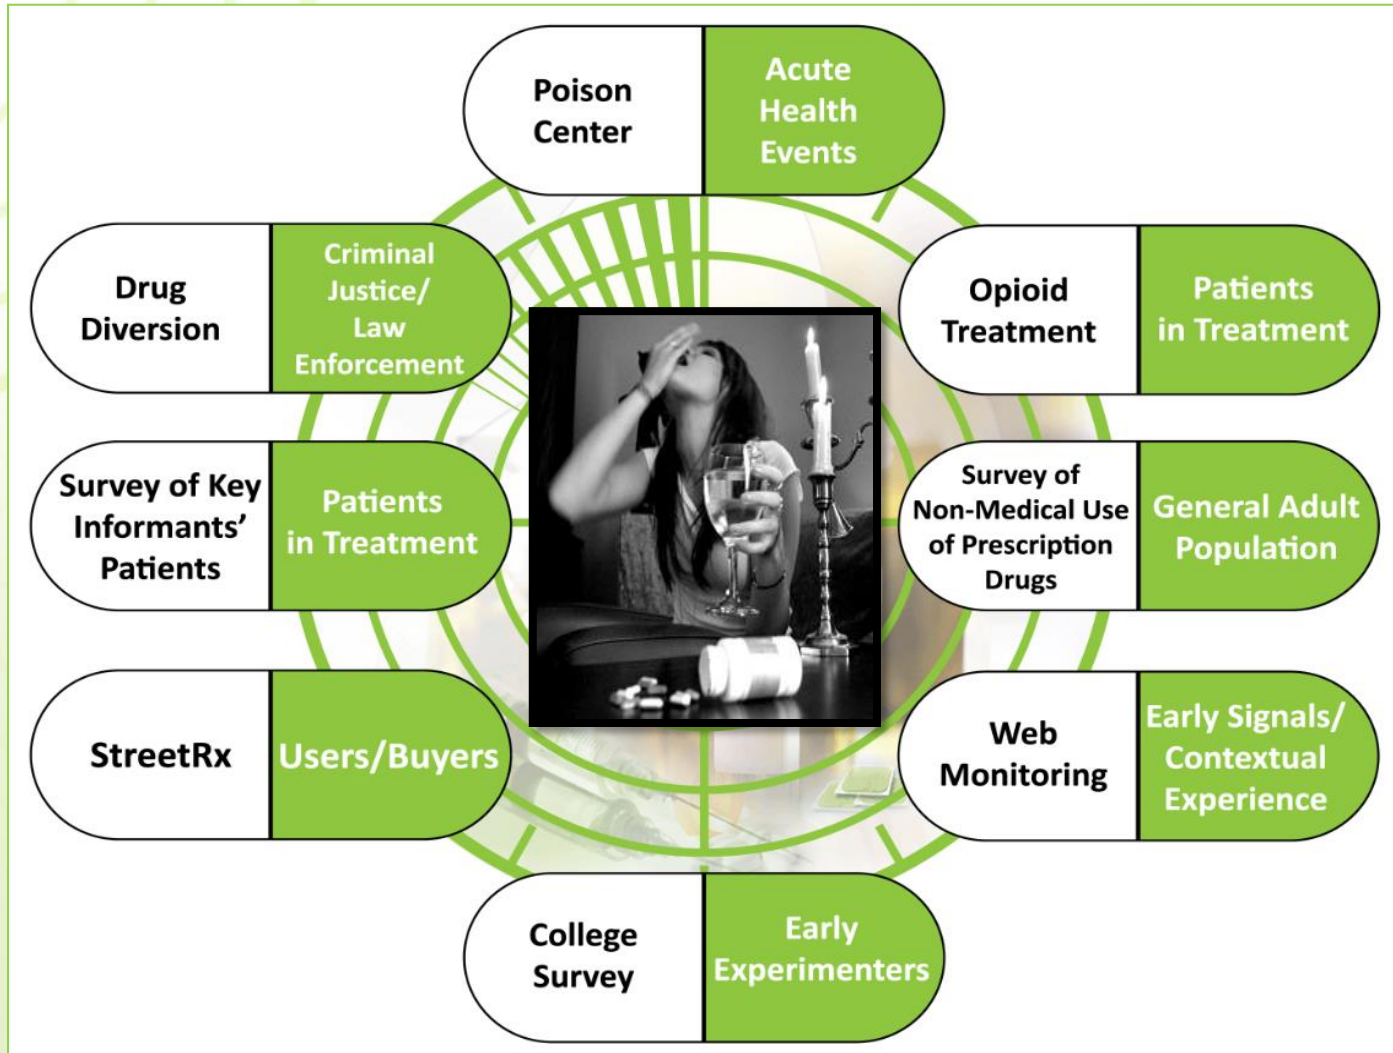 Poison
Center
Acute
Health
Events
Drug
Diversion
Criminal
Justice/
Law
Enforcement
Opioid
Treatment
Patients
in Treatment
Survey of Key
Informants’
Patients
Patients
in Treatment
Survey of
Non-Medical Use
of Prescription
Drugs
General Adult
Population
StreetRx
Users/Buyers
Web
Monitoring
Early Signals/
Contextual
Experience
College
Survey
Early
Experimenters